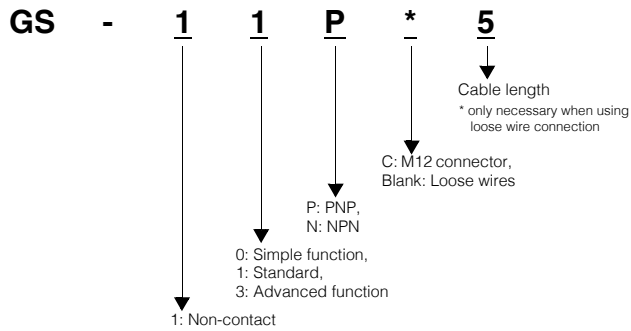 GS - 1 1 P * 5
Cable length
* only necessary when using
loose wire connection
C: M12 connector,
Blank: Loose wires
P: PNP,
N: NPN
0: Simple function,
1: Standard,
3: Advanced function
1: Non-contact